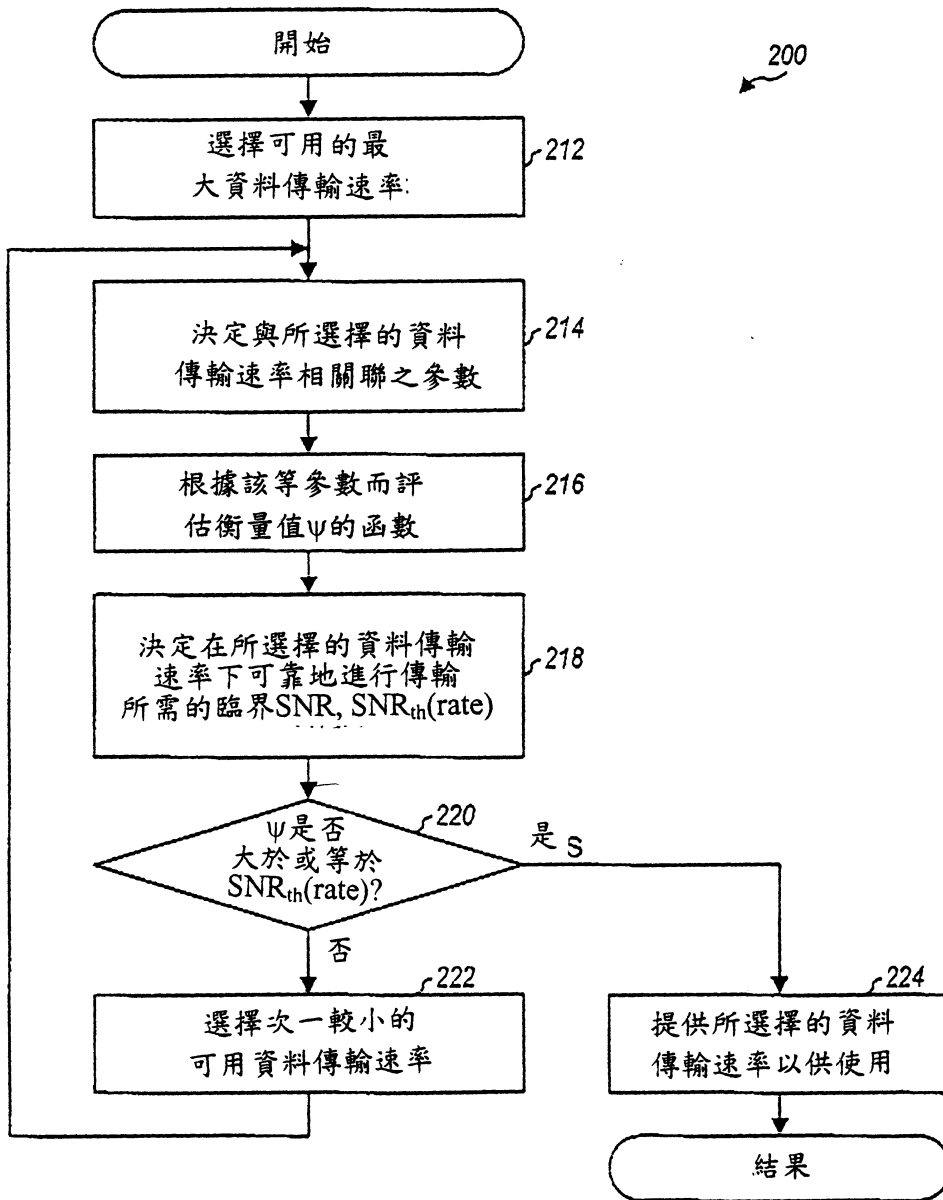 開始
200
選擇可用的最
大資料傳輸速率:
212
決定與所選擇的資料
傳輸速率相關聯之參數
214
根據該等參數而評
估衡量值ψ的函數
216
決定在所選擇的資料傳輸
速率下可靠地進行傳輸
所需的臨界SNR, SNRth(rate)
218
ψ是否
大於或等於
SNRth(rate)?
220
是 S
否
選擇次一較小的
可用資料傳輸速率
222
提供所選擇的資料
傳輸速率以供使用
224
結果